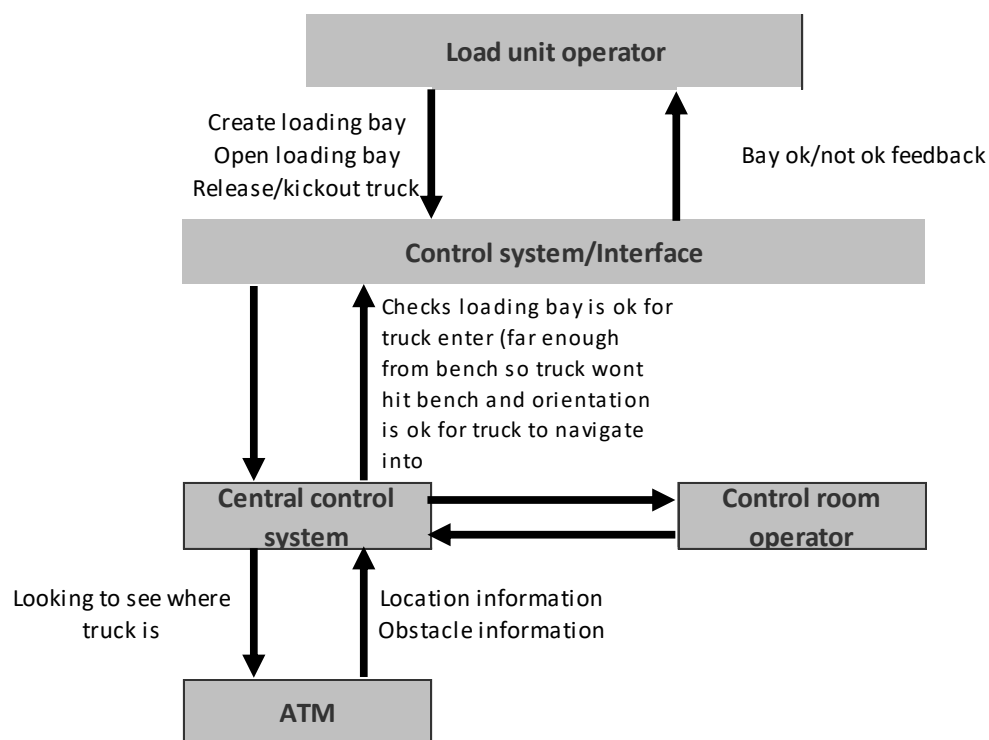 Load unit operator
Create loading bay
Open loading bay
Release/kickout truck
Bay ok/not ok feedback
Control system/Interface
Checks loading bay is ok for
truck enter (far enough
from bench so truck wont
hit bench and orientation
is ok for truck to navigate
into
Central control
system
Control room
operator
Looking to see where
truck is
Location information
Obstacle information
ATM